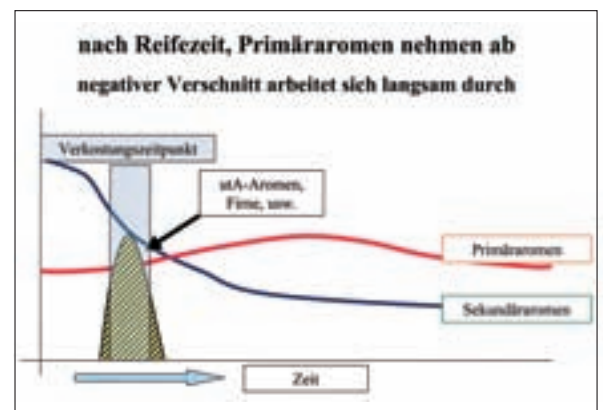 nach Reifezeit, Primäraromen nehmen ab
negativer Verschnitt arbeitet sich langsam durch
Verkostungszeitpunkt
utA-Aromen,
Firne, usw.
Primäraromen
Sekundäraromen
Zeit